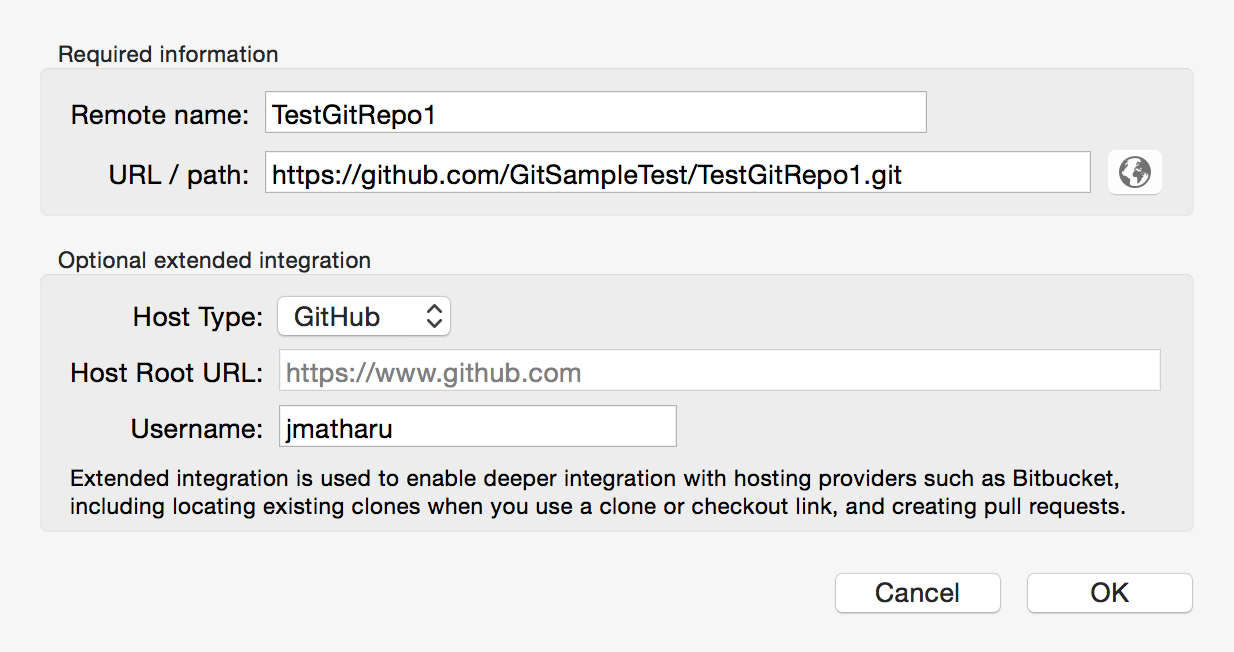 Required information
Remote name: TestGitRepo1
URL / path: https://github.com/GitSampleTest/TestGitRepo1.git
Optional extended integration
Host Type: GitHub
Host Root URL: https://www.github.com
Username: jmatharu
Extended integration is used to enable deeper integration with hosting providers such as Bitbucket,
including locating existing clones when you use a clone or checkout link, and creating pull requests.
Cancel OK